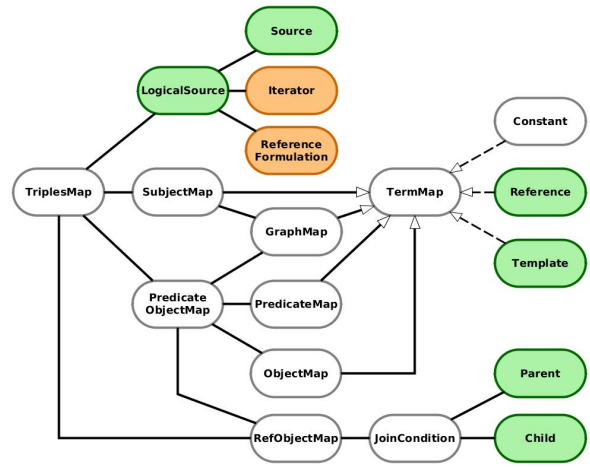 Source
LogicalSource
Iterator
Reference
Formulation
Constant
TriplesMap
SubjectMap
TermMap
Reference
GraphMap
Template
Predicate
ObjectMap
PredicateMap
ObjectMap
Parent
RefObjectMap
JoinCondition
Child